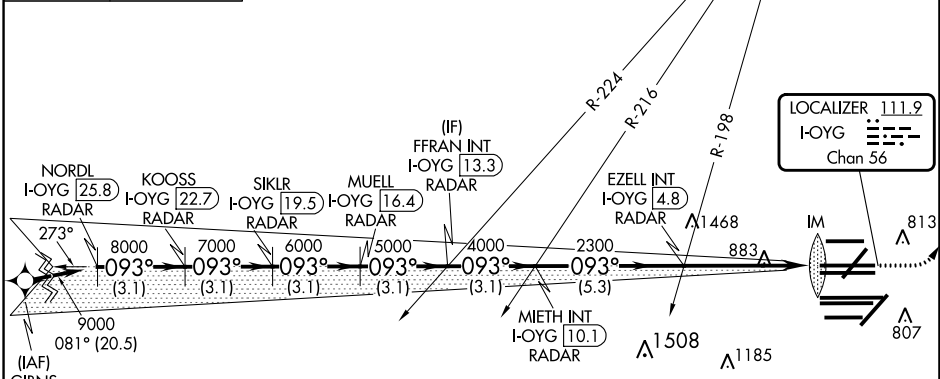 R-224
R-216
R-198
LOCALIZER 111.9
I-OYG
Chan 56
(IF)
FFRAN INT
I-OYG 13.3
RADAR
NORDL
I-OYG 25.8
RADAR
KOOSS
I-OYG 22.7
RADAR
SIKLR
I-OYG 19.5
RADAR
MUELL
I-OYG 16.4
RADAR
EZELL INT
I-OYG 4.8
RADAR
1468
IM
813
273°
8000
7000
6000
5000
4000
2300
883
093°
093°
093°
093°
093°
093°
(3.1)
(3.1)
(3.1)
(3.1)
(3.1)
(5.3)
9000
081° (20.5)
MIETH INT
I-OYG 10.1
RADAR
1508
1185
807
(IAF)